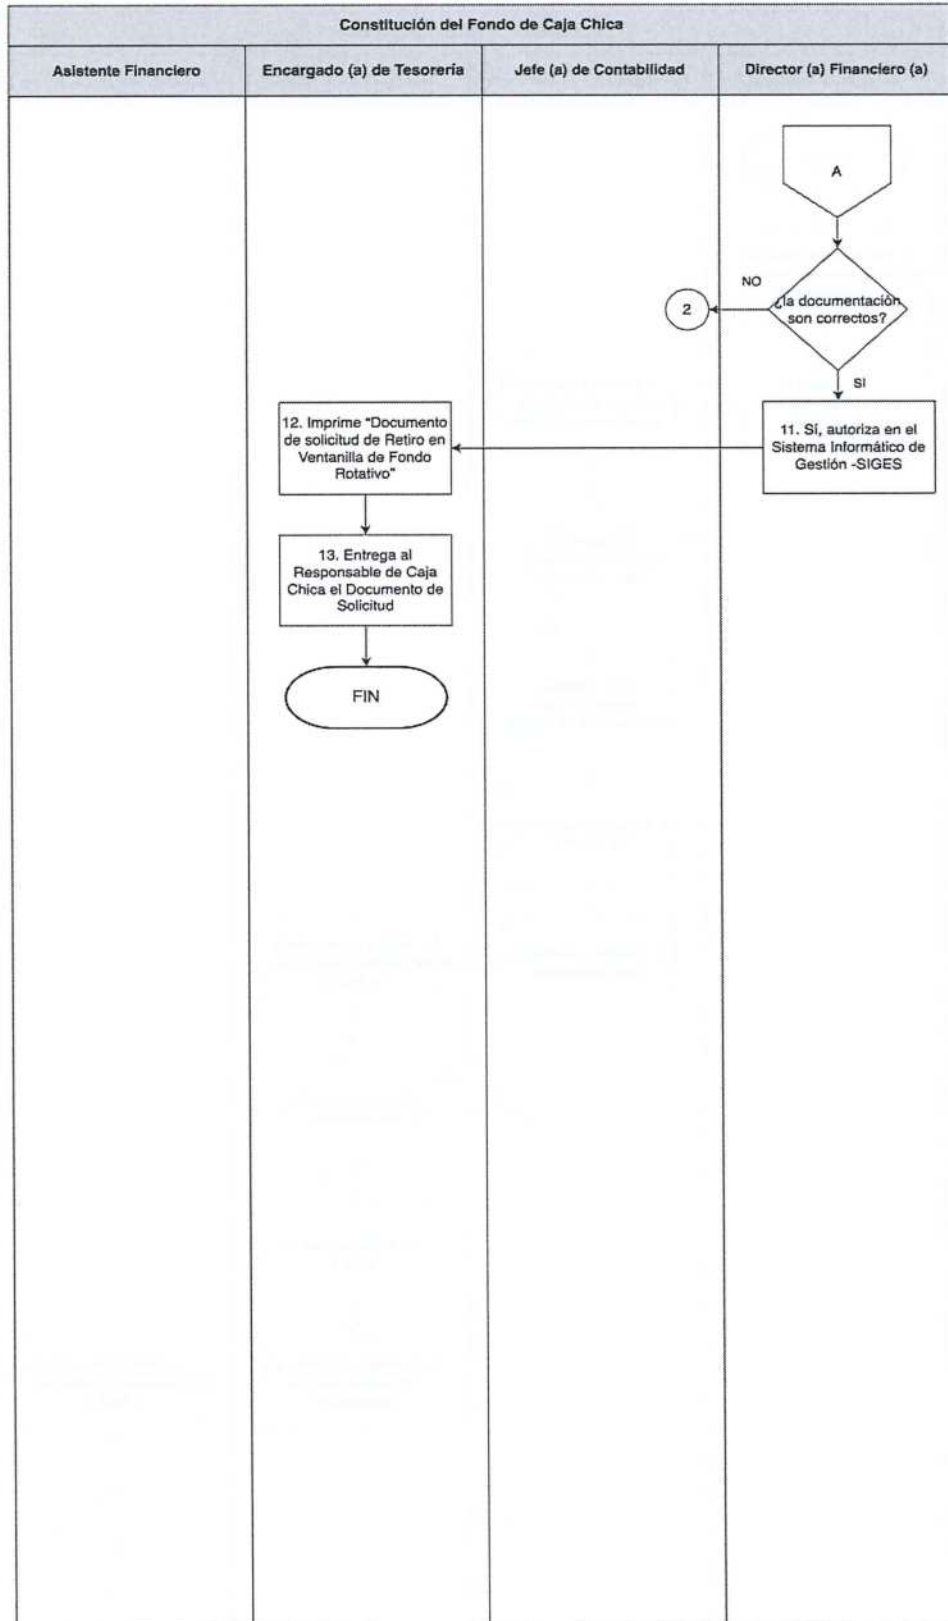 Constitución del Fondo de Caja Chica
Asistente Financiero
Encargado (a) de Tesorería
Jefe (a) de Contabilidad
Director (a) Financiero (a)
A
NO
¿la documentación
son correctos?
2
SI
11. Sí, autoriza en el
Sistema Informático de
Gestión -SIGES
12. Imprime "Documento
de solicitud de Retiro en
Ventanilla de Fondo
Rotativo"
13. Entrega al
Responsable de Caja
Chica el Documento de
Solicitud
FIN